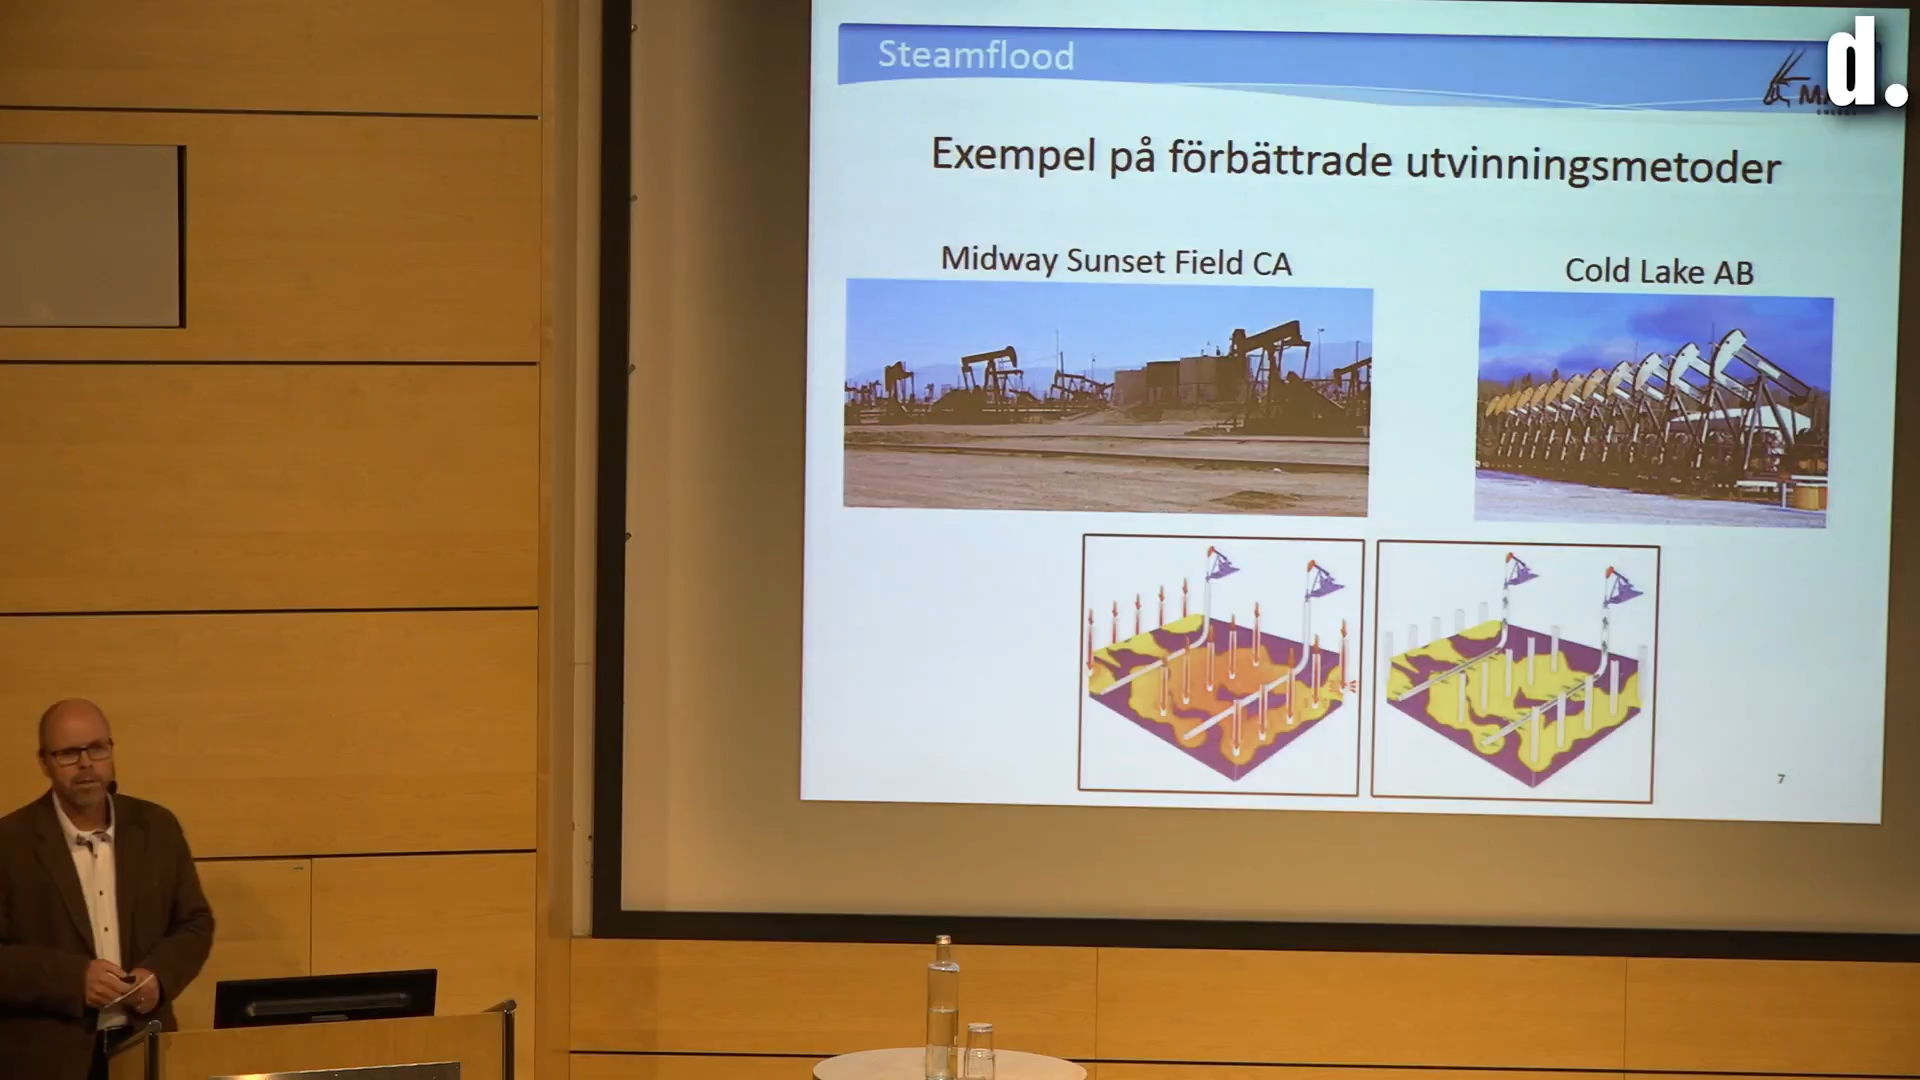 Steamflood
d.
Exempel på förbättrade utvinningsmetoder
Midway Sunset Field CA
Cold Lake AB
7